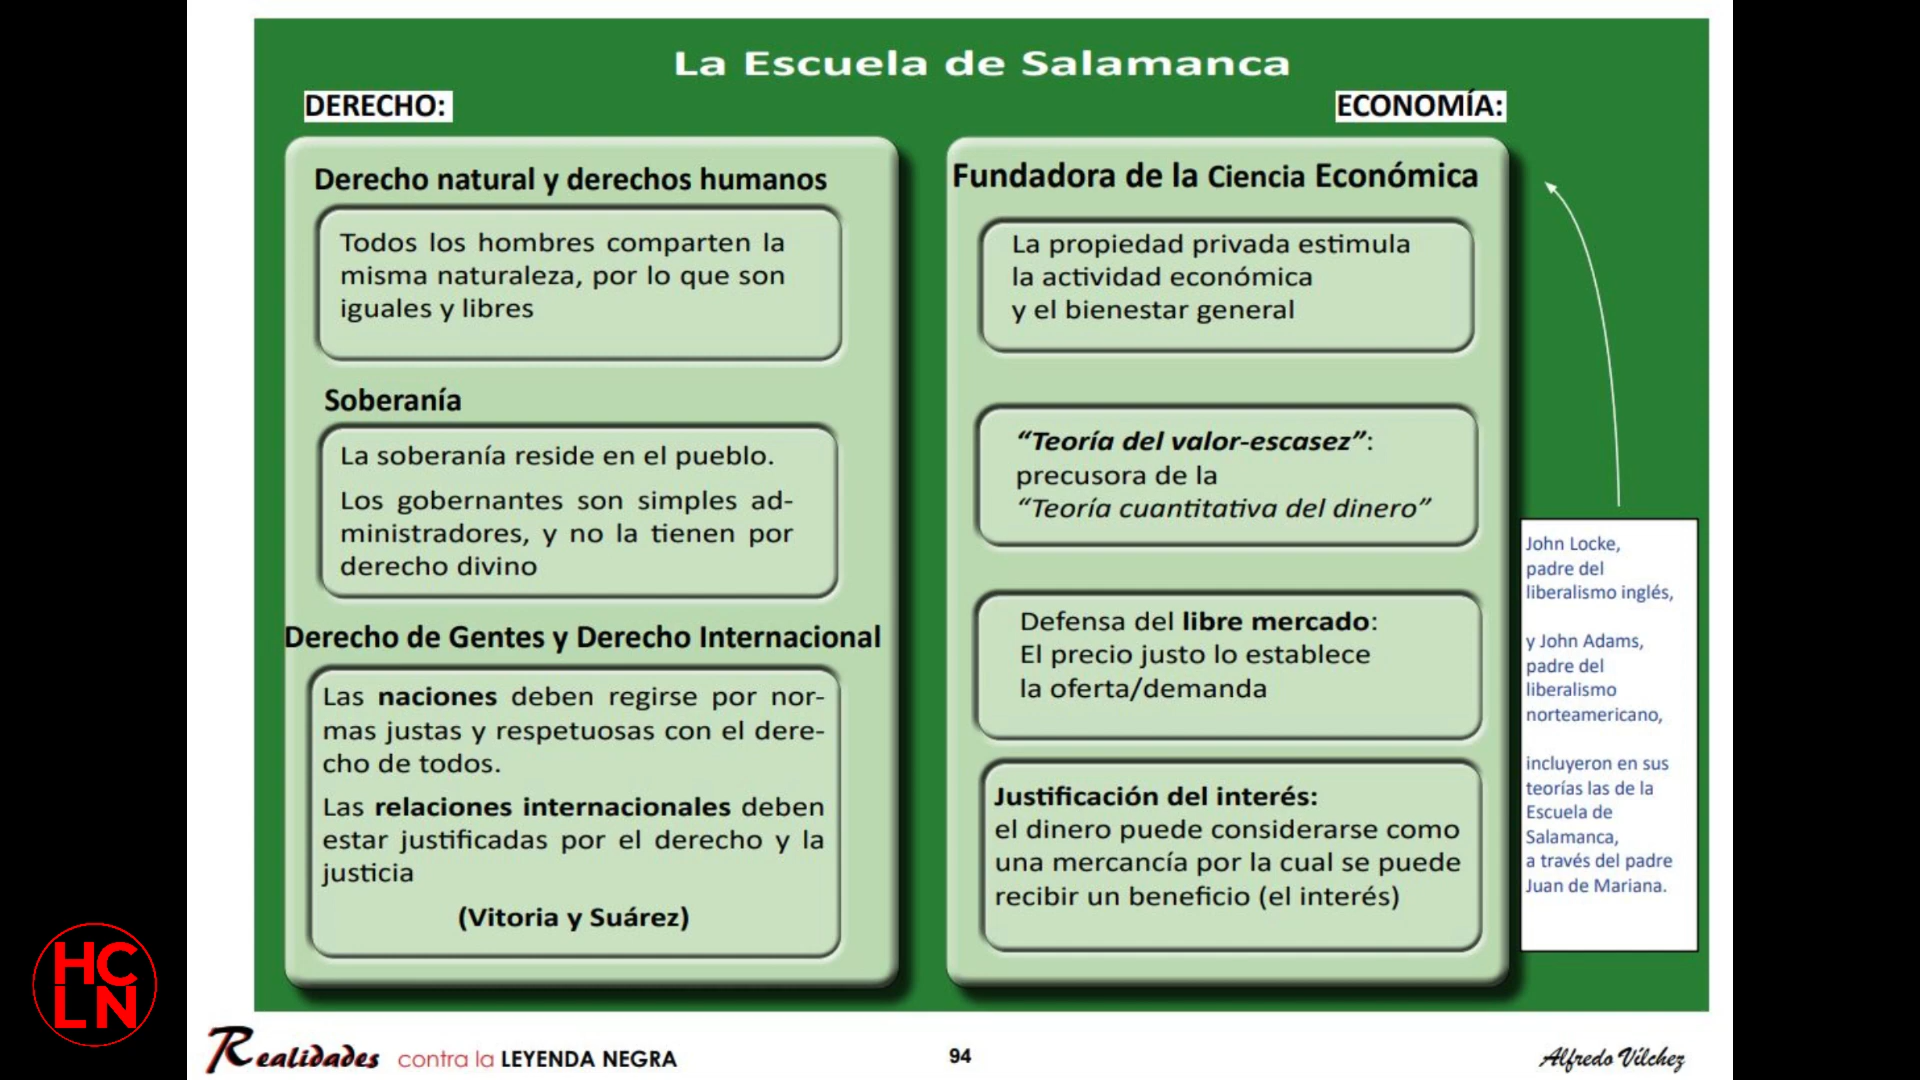 La Escuela de Salamanca
DERECHO:
Derecho natural y derechos humanos
Todos los hombres comparten la
misma naturaleza, por lo que son
iguales y libres
Soberanía
La soberanía reside en el pueblo.
Los gobernantes son simples ad-
ministradores, y no la tienen por
derecho divino
Derecho de Gentes y Derecho Internacional
Las naciones deben regirse por nor-
mas justas y respetuosas con el dere-
cho de todos.
Las relaciones internacionales deben
estar justificadas por el derecho y la
justicia
(Vitoria y Suárez)
ECONOMÍA:
Fundadora de la Ciencia Económica
La propiedad privada estimula
la actividad económica
y el bienestar general
“Teoría del valor-escasez”:
precusora de la
“Teoría cuantitativa del dinero”
Defensa del libre mercado:
El precio justo lo establece
la oferta/demanda
Justificación del interés:
el dinero puede considerarse como
una mercancía por la cual se puede
recibir un beneficio (el interés)
John Locke,
padre del
liberalismo inglés,
y John Adams,
padre del
liberalismo
norteamericano,
incluyeron en sus
teorías las de la
Escuela de
Salamanca,
a través del padre
Juan de Mariana.
HC
LN
Realidades contra la LEYENDA NEGRA
94
Alfredo Vílchez